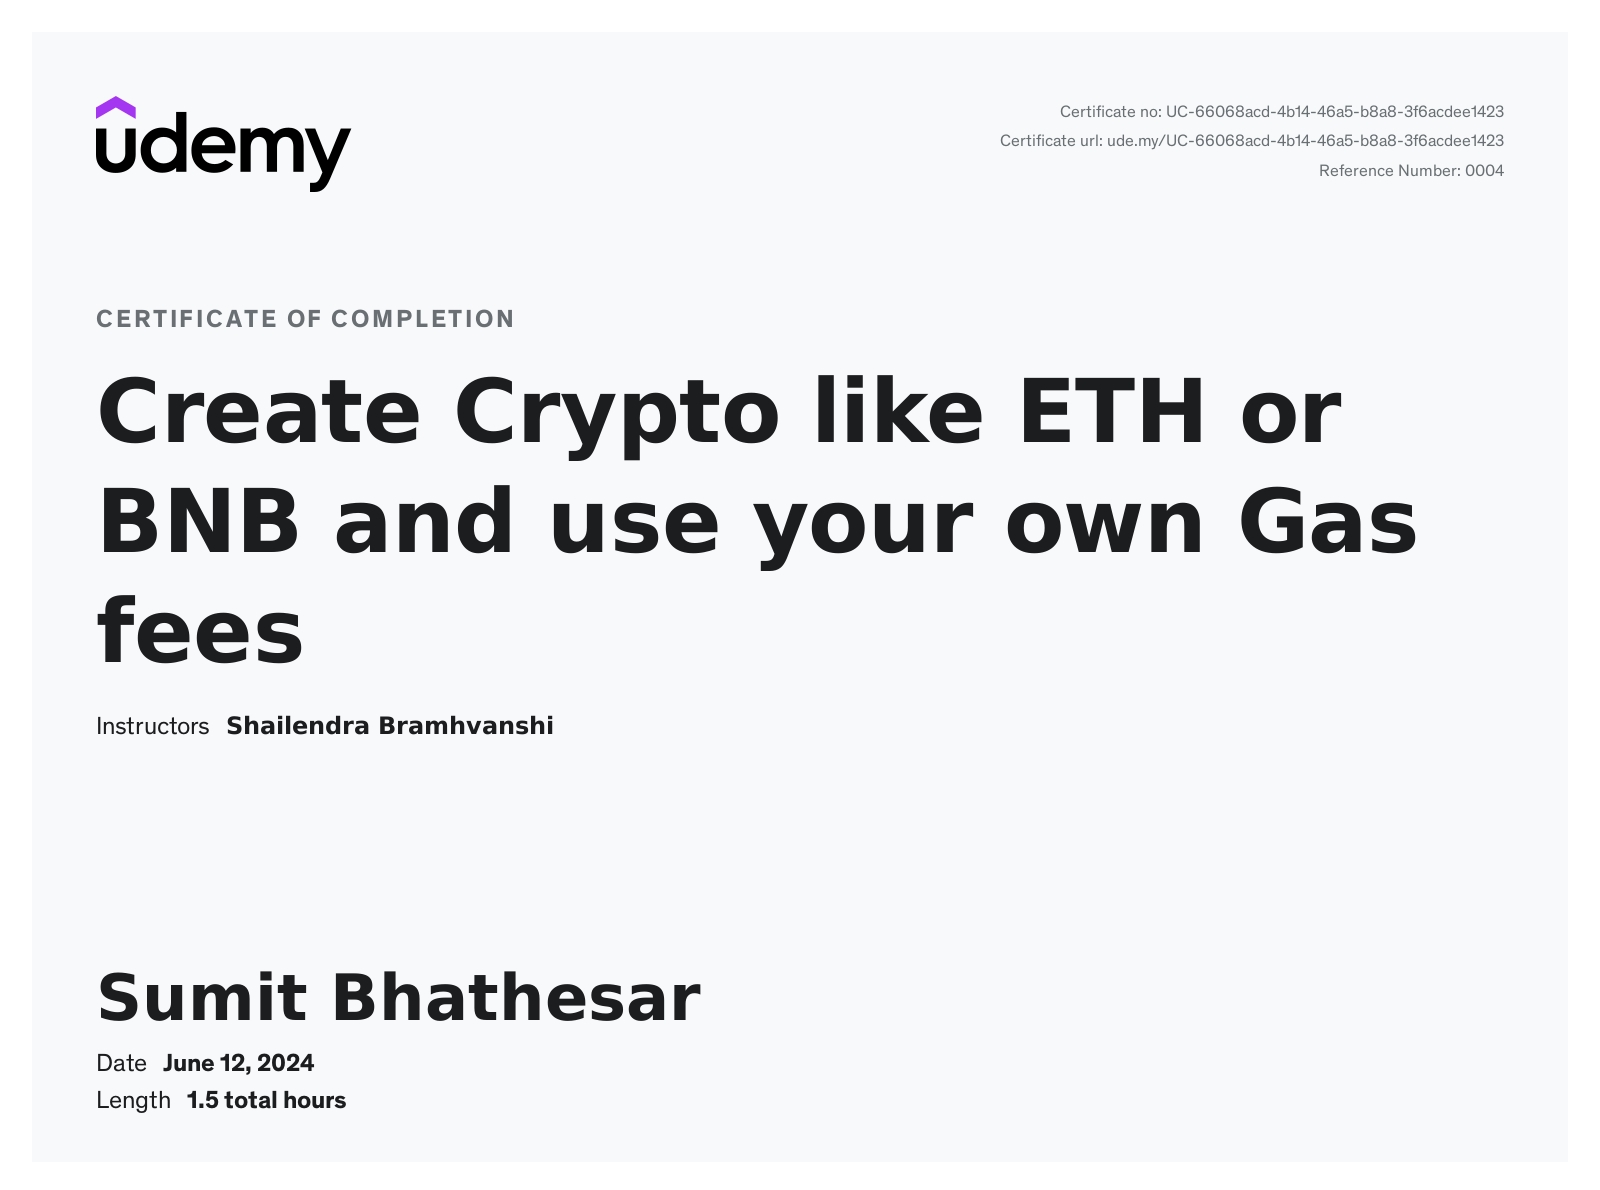 udemy
Certificate no: UC-66068acd-4b14-46a5-b8a8-3f6acdee1423
Certificate url: ude.my/UC-66068acd-4b14-46a5-b8a8-3f6acdee1423
Reference Number: 0004
CERTIFICATE OF COMPLETION
Create Crypto like ETH or
BNB and use your own Gas
fees
Instructors Shailendra Bramhvanshi
Sumit Bhathesar
Date June 12, 2024
Length 1.5 total hours